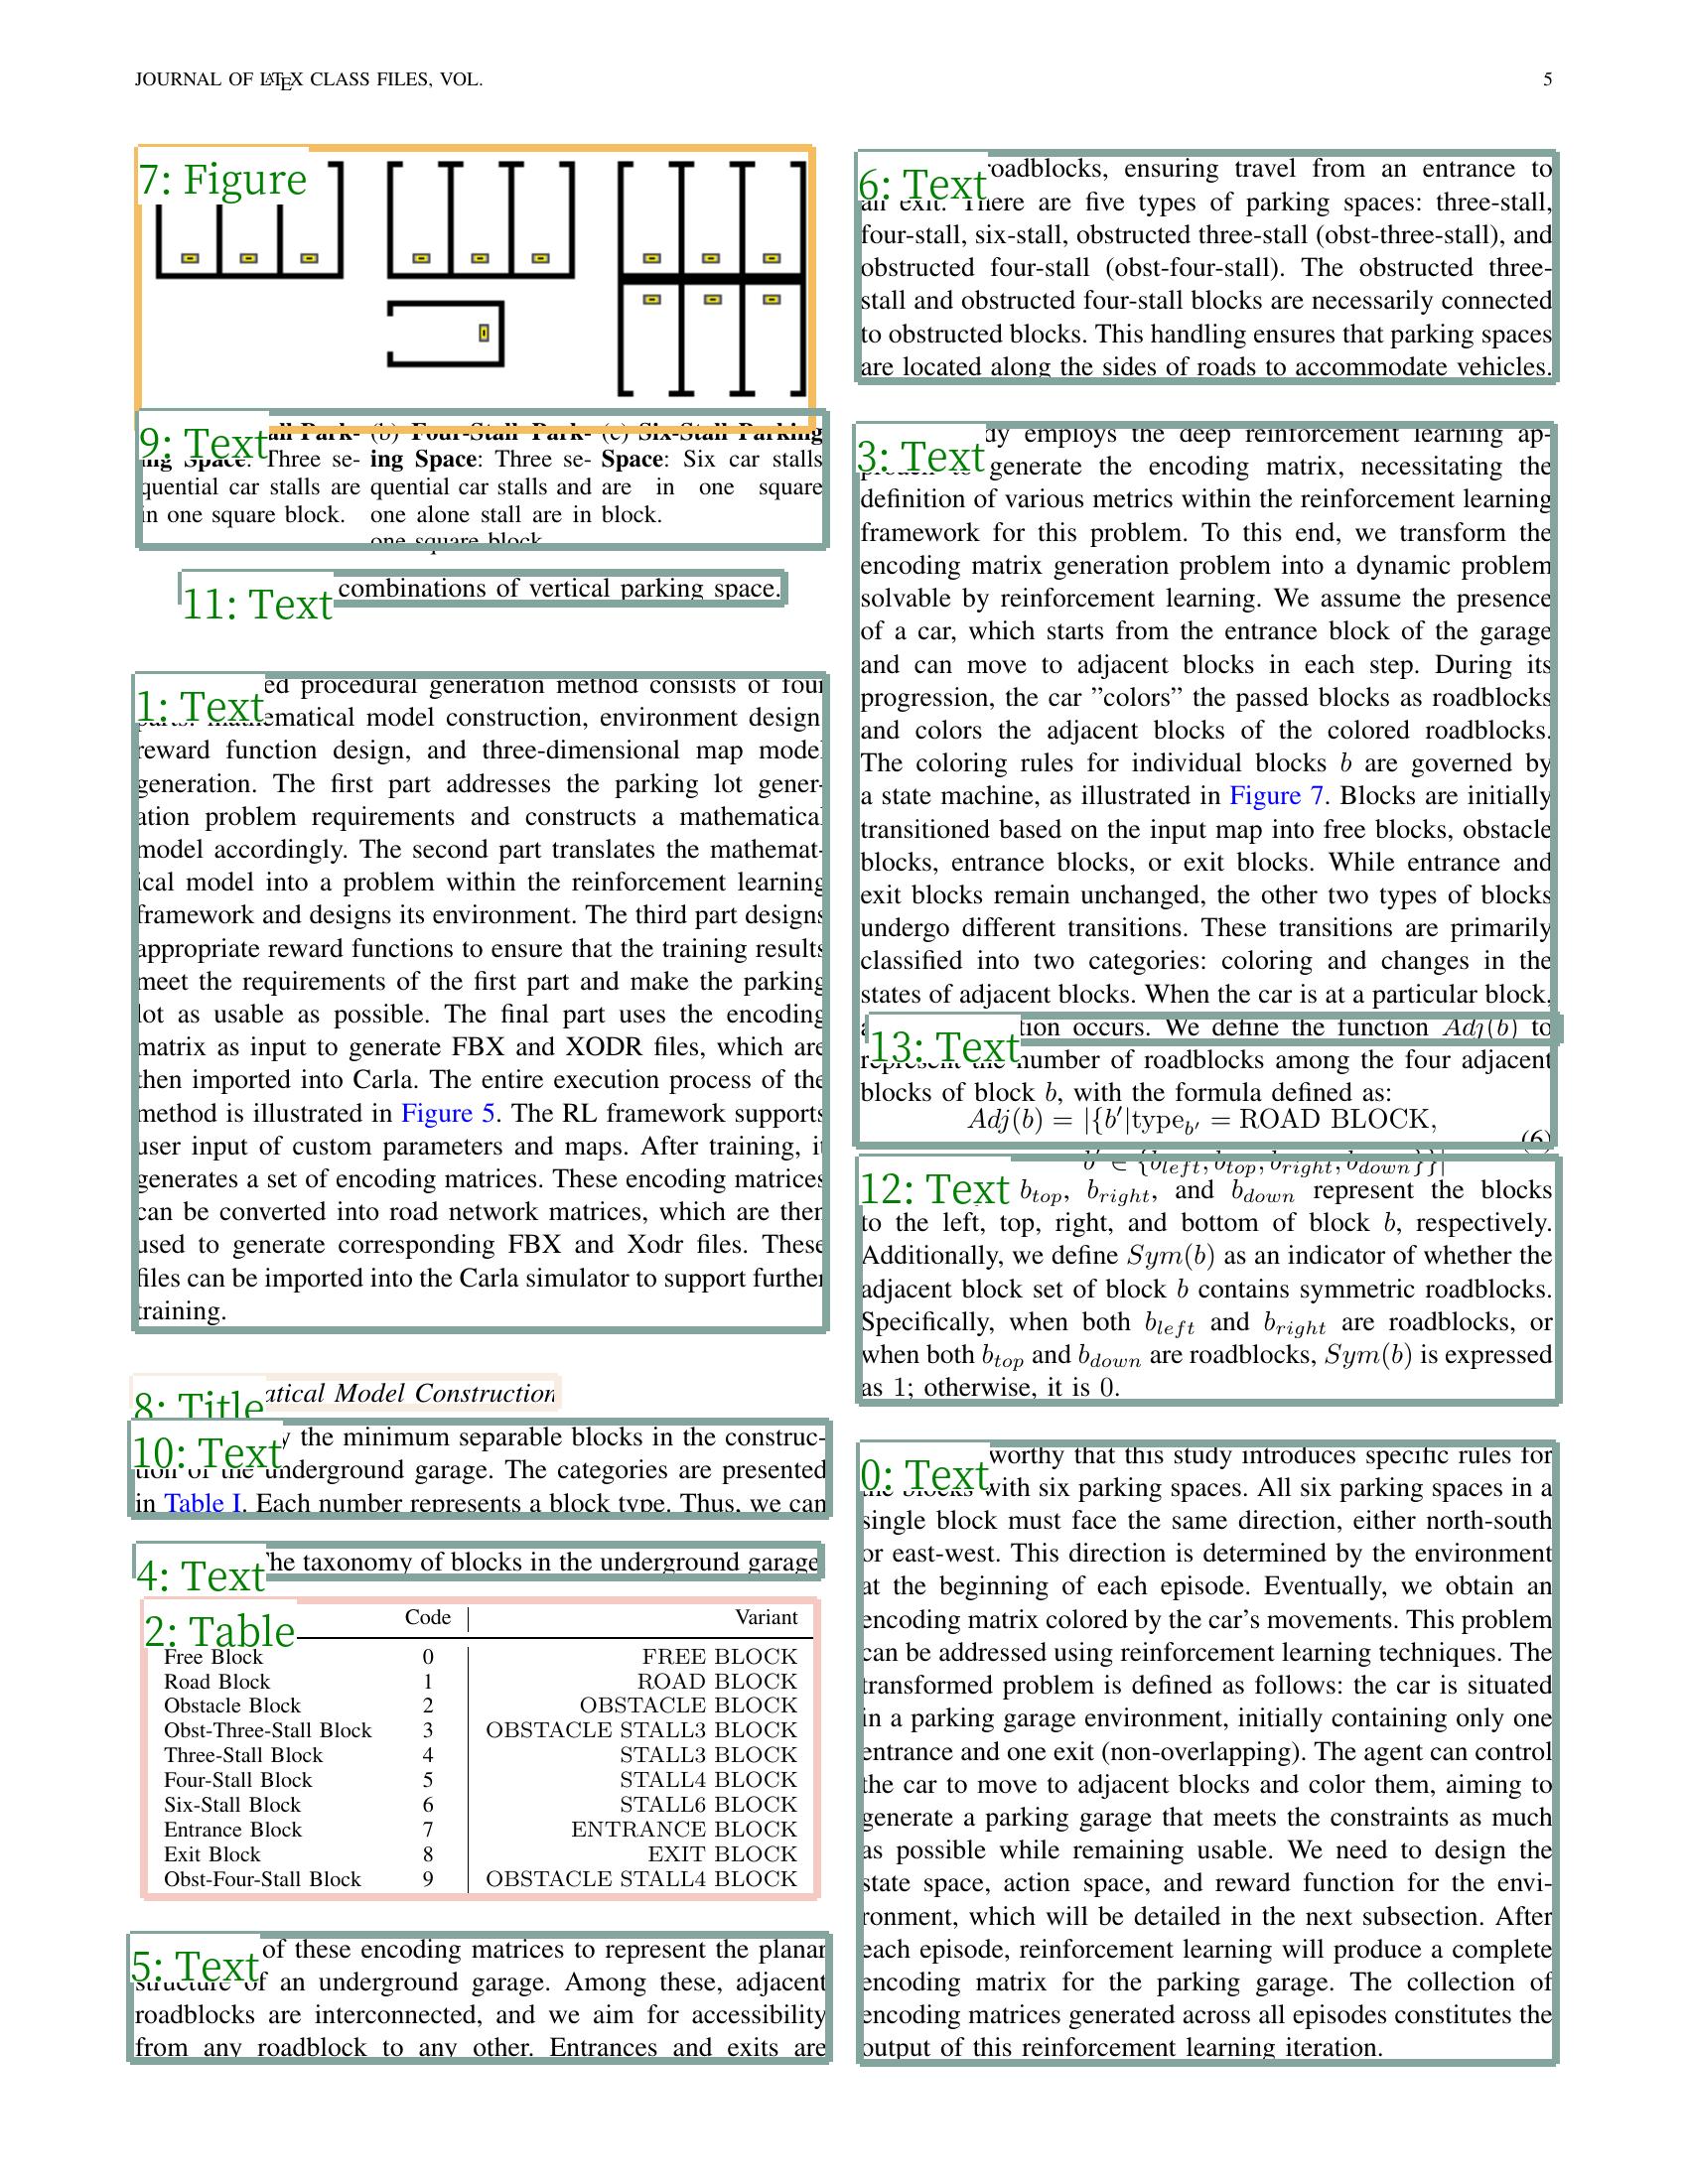 JOURNAL OF LATEX CLASS FILES, VOL.
5
7: Figure
9: Text
all Park- (b) Four-Stall Park- (c) Six-Stall Parking
ing Space: Three se- ing Space: Three se- Space: Six car stalls
quential car stalls are quential car stalls and are in one square
in one square block. one alone stall are in block.
one square block.
11: Text combinations of vertical parking space.
1: Text
ed procedural generation method consists of four
parts: mathematical model construction, environment design,
reward function design, and three-dimensional map model
generation. The first part addresses the parking lot gener-
ation problem requirements and constructs a mathematical
model accordingly. The second part translates the mathemat-
ical model into a problem within the reinforcement learning
framework and designs its environment. The third part designs
appropriate reward functions to ensure that the training results
meet the requirements of the first part and make the parking
lot as usable as possible. The final part uses the encoding
matrix as input to generate FBX and XODR files, which are
then imported into Carla. The entire execution process of the
method is illustrated in Figure 5. The RL framework supports
user input of custom parameters and maps. After training, it
generates a set of encoding matrices. These encoding matrices
can be converted into road network matrices, which are then
used to generate corresponding FBX and Xodr files. These
files can be imported into the Carla simulator to support further
training.
8: Title
atical Model Construction
10: Text
y the minimum separable blocks in the construc-
tion of the underground garage. The categories are presented
in Table I. Each number represents a block type. Thus, we can
4: Text
The taxonomy of blocks in the underground garage
2: Table
Code Variant
Free Block 0 FREE BLOCK
Road Block 1 ROAD BLOCK
Obstacle Block 2 OBSTACLE BLOCK
Obst-Three-Stall Block 3 OBSTACLE STALL3 BLOCK
Three-Stall Block 4 STALL3 BLOCK
Four-Stall Block 5 STALL4 BLOCK
Six-Stall Block 6 STALL6 BLOCK
Entrance Block 7 ENTRANCE BLOCK
Exit Block 8 EXIT BLOCK
Obst-Four-Stall Block 9 OBSTACLE STALL4 BLOCK
5: Text
of these encoding matrices to represent the planar
structure of an underground garage. Among these, adjacent
roadblocks are interconnected, and we aim for accessibility
from any roadblock to any other. Entrances and exits are
6: Text
roadblocks, ensuring travel from an entrance to
an exit. There are five types of parking spaces: three-stall,
four-stall, six-stall, obstructed three-stall (obst-three-stall), and
obstructed four-stall (obst-four-stall). The obstructed three-
stall and obstructed four-stall blocks are necessarily connected
to obstructed blocks. This handling ensures that parking spaces
are located along the sides of roads to accommodate vehicles.
3: Text
dy employs the deep reinforcement learning ap-
proach to generate the encoding matrix, necessitating the
definition of various metrics within the reinforcement learning
framework for this problem. To this end, we transform the
encoding matrix generation problem into a dynamic problem
solvable by reinforcement learning. We assume the presence
of a car, which starts from the entrance block of the garage
and can move to adjacent blocks in each step. During its
progression, the car ”colors” the passed blocks as roadblocks
and colors the adjacent blocks of the colored roadblocks.
The coloring rules for individual blocks b are governed by
a state machine, as illustrated in Figure 7. Blocks are initially
transitioned based on the input map into free blocks, obstacle
blocks, entrance blocks, or exit blocks. While entrance and
exit blocks remain unchanged, the other two types of blocks
undergo different transitions. These transitions are primarily
classified into two categories: coloring and changes in the
states of adjacent blocks. When the car is at a particular block,
13: Text
tion occurs. We define the function Adj(b) to
represent the number of roadblocks among the four adjacent
blocks of block b, with the formula defined as:
Adj(b) = |{b′|type_{b′} = ROAD BLOCK,
(6)
b′ ∈ {b_{left}, b_{top}, b_{right}, b_{down}}}|
12: Text
b_{top}, b_{right}, and b_{down} represent the blocks
to the left, top, right, and bottom of block b, respectively.
Additionally, we define Sym(b) as an indicator of whether the
adjacent block set of block b contains symmetric roadblocks.
Specifically, when both b_{left} and b_{right} are roadblocks, or
when both b_{top} and b_{down} are roadblocks, Sym(b) is expressed
as 1; otherwise, it is 0.
0: Text
worthy that this study introduces specific rules for
the blocks with six parking spaces. All six parking spaces in a
single block must face the same direction, either north-south
or east-west. This direction is determined by the environment
at the beginning of each episode. Eventually, we obtain an
encoding matrix colored by the car’s movements. This problem
can be addressed using reinforcement learning techniques. The
transformed problem is defined as follows: the car is situated
in a parking garage environment, initially containing only one
entrance and one exit (non-overlapping). The agent can control
the car to move to adjacent blocks and color them, aiming to
generate a parking garage that meets the constraints as much
as possible while remaining usable. We need to design the
state space, action space, and reward function for the envi-
ronment, which will be detailed in the next subsection. After
each episode, reinforcement learning will produce a complete
encoding matrix for the parking garage. The collection of
encoding matrices generated across all episodes constitutes the
output of this reinforcement learning iteration.